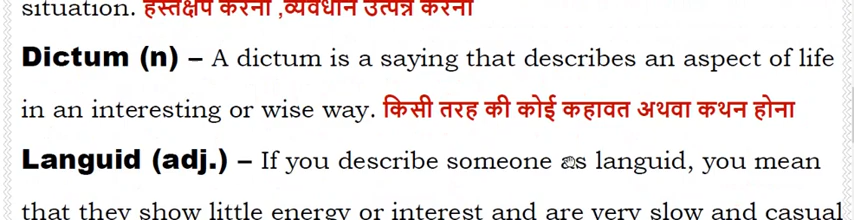 situation. हस्तक्षेप करना ,व्यवधान उत्पन्न करना
Dictum (n) – A dictum is a saying that describes an aspect of life
in an interesting or wise way. किसी तरह की कोई कहावत अथवा कथन होना
Languid (adj.) – If you describe someone as languid, you mean
that they show little energy or interest and are very slow and casual